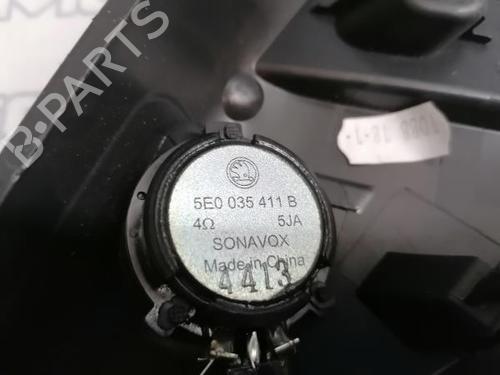 B-PARTS
5E0 035 411 B
4Ω 5JA
SONAVOX
Made in China
4413